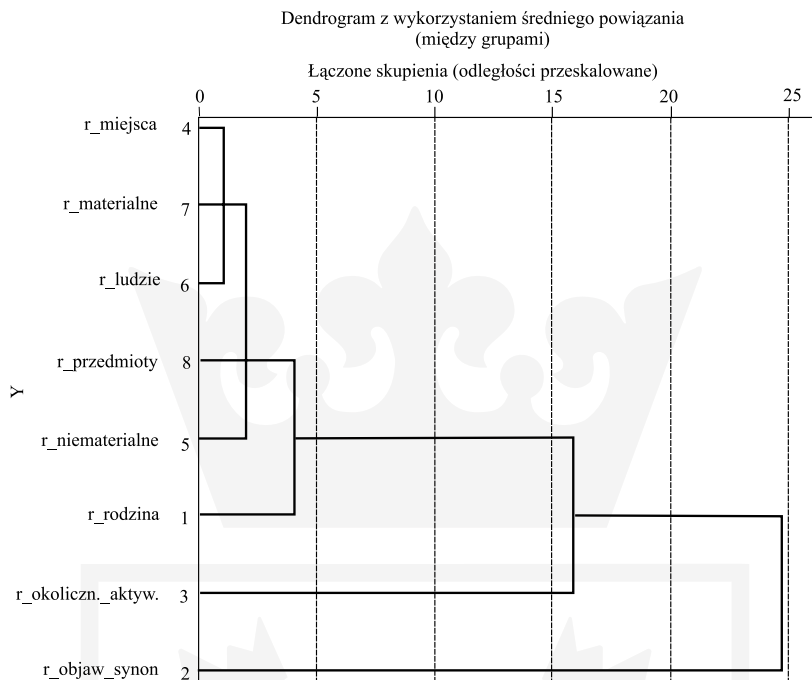 Dendrogram z wykorzystaniem średniego powiązania
(między grupami)
Łączone skupienia (odległości przeskalowane)
0 5 10 15 20 25
r_miejsca 4
r_materialne 7
r_ludzie 6
r_przedmioty 8
Y
r_niematerialne 5
r_rodzina 1
r_okoliczn._aktyw. 3
r_objaw_synon 2